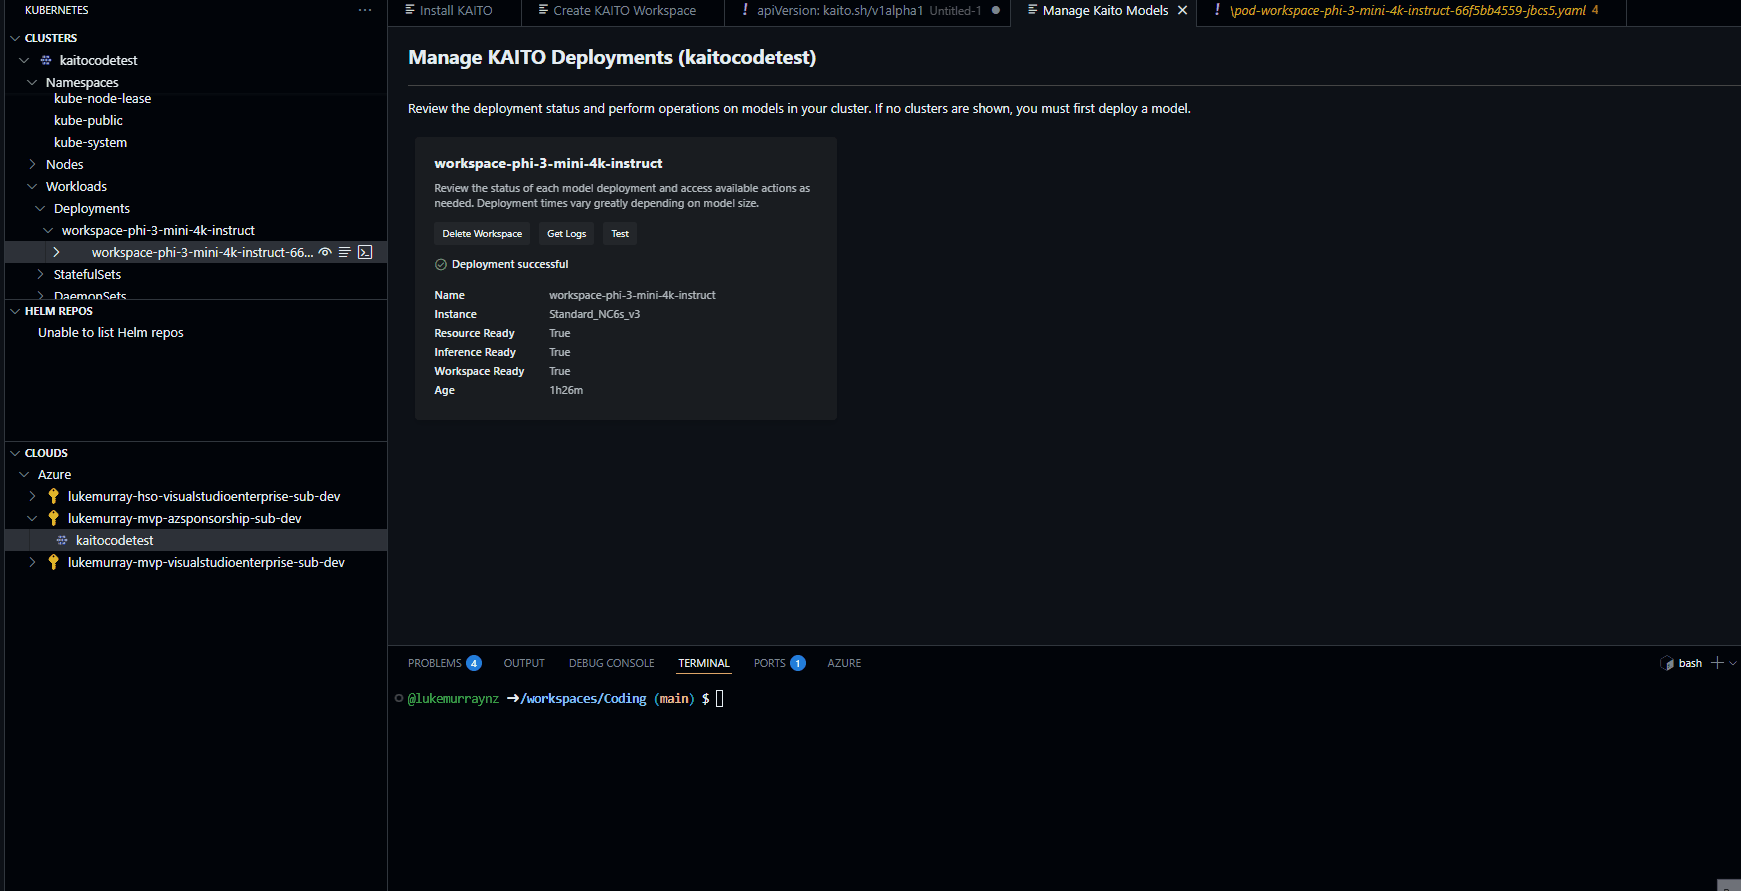 KUBERNETES
CLUSTERS
kaitocodetest
Namespaces
kube-node-lease
kube-public
kube-system
Nodes
Workloads
Deployments
workspace-phi-3-mini-4k-instruct
workspace-phi-3-mini-4k-instruct-66...
StatefulSets
DaemonSets
HELM REPOS
Unable to list Helm repos
CLOUDS
Azure
lukemurray-hso-visualstudioenterprise-sub-dev
lukemurray-mvp-azsponsorship-sub-dev
kaitocodetest
lukemurray-mvp-visualstudioenterprise-sub-dev
Install KAITO
Create KAITO Workspace
! apiVersion: kaito.sh/v1alpha1 Untitled-1
Manage Kaito Models
! \pod-workspace-phi-3-mini-4k-instruct-66f5bb4559-jbcs5.yaml 4
Manage KAITO Deployments (kaitocodetest)
Review the deployment status and perform operations on models in your cluster. If no clusters are shown, you must first deploy a model.
workspace-phi-3-mini-4k-instruct
Review the status of each model deployment and access available actions as
needed. Deployment times vary greatly depending on model size.
Delete Workspace Get Logs Test
Deployment successful
Name workspace-phi-3-mini-4k-instruct
Instance Standard_NC6s_v3
Resource Ready True
Inference Ready True
Workspace Ready True
Age 1h26m
PROBLEMS 4 OUTPUT DEBUG CONSOLE TERMINAL PORTS 1 AZURE
bash
@lukemurraynz ➜/workspaces/Coding (main) $